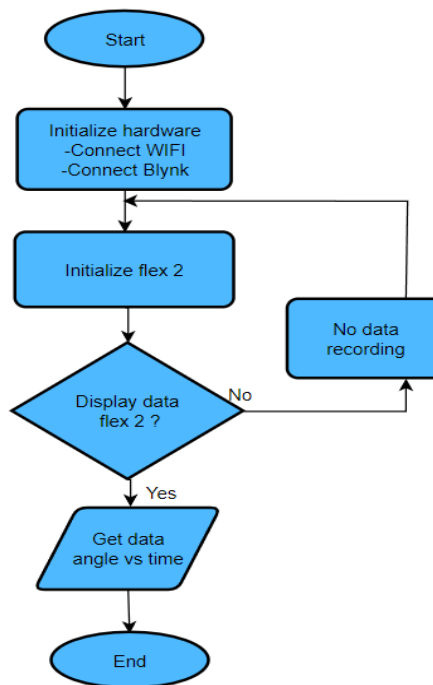 Start
Initialize hardware
-Connect WIFI
-Connect Blynk
Initialize flex 2
No data
recording
Display data
flex 2 ?
No
Yes
Get data
angle vs time
End